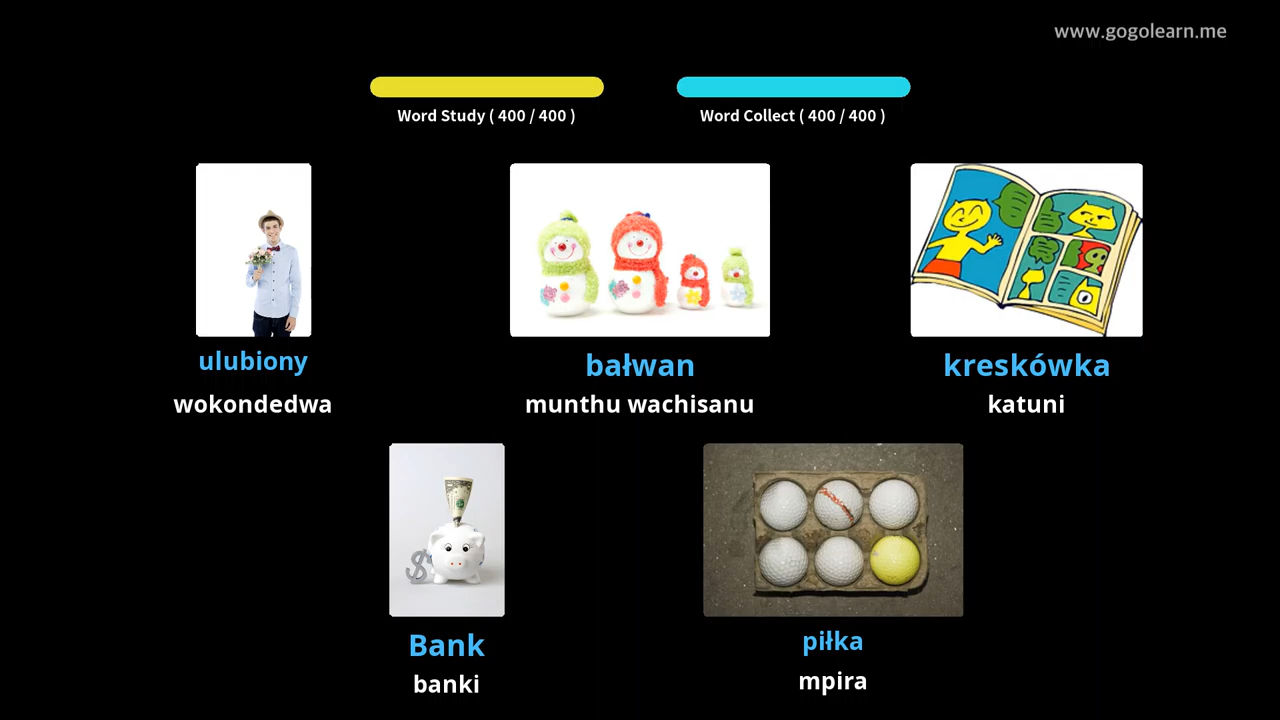 www.gogolearn.me
Word Study ( 400 / 400 )
Word Collect ( 400 / 400 )
ulubiony
wokondedwa
bałwan
munthu wachisanu
kreskówka
katuni
Bank
banki
piłka
mpira